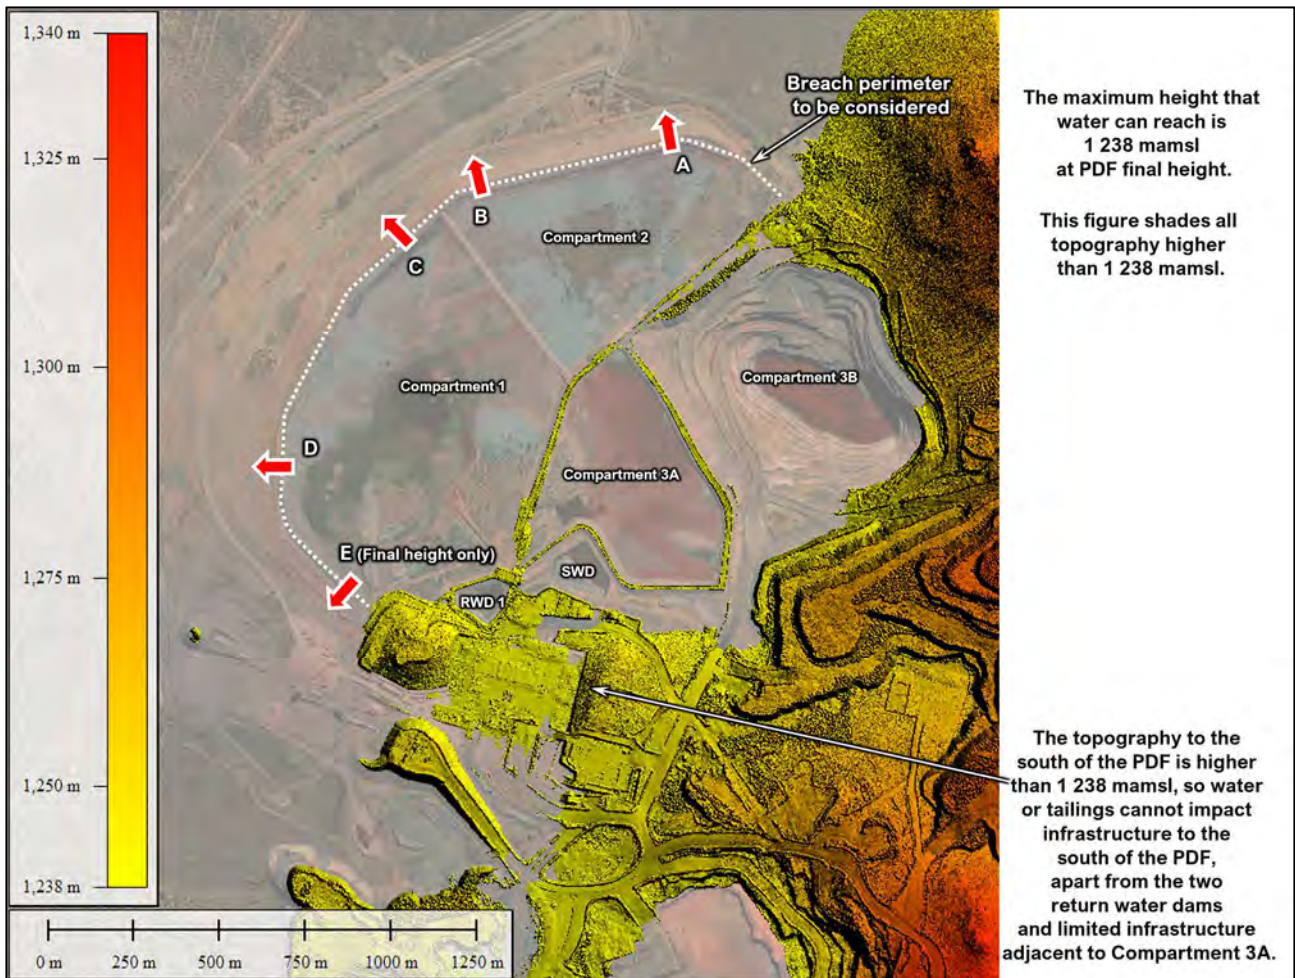 1,340 m
1,325 m
1,300 m
1,275 m
1,250 m
1,238 m
Breach perimeter
to be considered
A
B
C
D
E (Final height only)
Compartment 2
Compartment 1
Compartment 3B
Compartment 3A
SWD
RWD 1
The maximum height that
water can reach is
1 238 mamsl
at PDF final height.
This figure shades all
topography higher
than 1 238 mamsl.
The topography to the
south of the PDF is higher
than 1 238 mamsl, so water
or tailings cannot impact
infrastructure to the
south of the PDF,
apart from the two
return water dams
and limited infrastructure
adjacent to Compartment 3A.
0 m
250 m
500 m
750 m
1000 m
1250 m